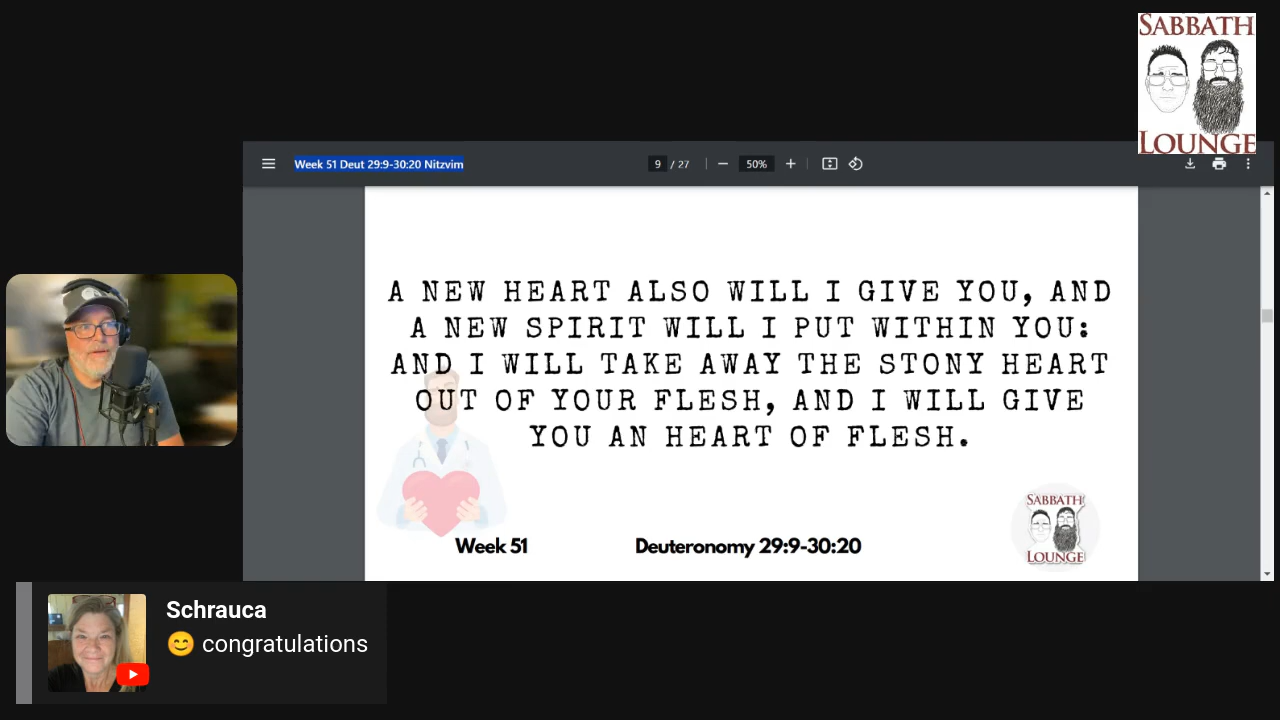 SABBATH
LOUNGE
Week 51 Deut 29:9-30:20 Nitzvim
9 / 27
50%
A NEW HEART ALSO WILL I GIVE YOU, AND
A NEW SPIRIT WILL I PUT WITHIN YOU:
AND I WILL TAKE AWAY THE STONY HEART
OUT OF YOUR FLESH, AND I WILL GIVE
YOU AN HEART OF FLESH.
SABBATH
LOUNGE
Week 51
Deuteronomy 29:9-30:20
Schrauca
😊 congratulations